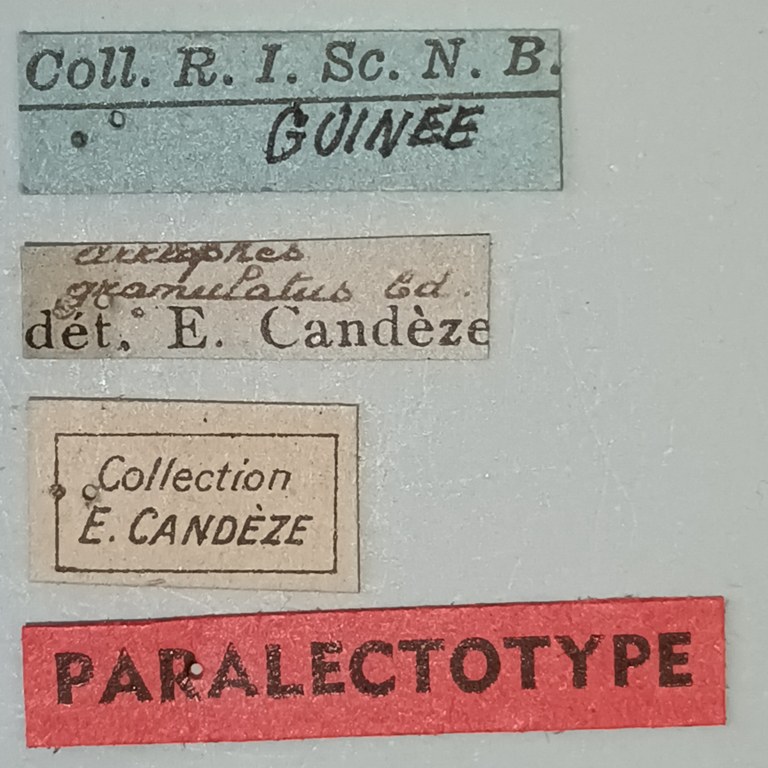 Coll. R. I. Sc. N. B.
GUINEE
granulatus Cd.
dét. E. Candèze
Collection
E. CANDÈZE
PARALECTOTYPE